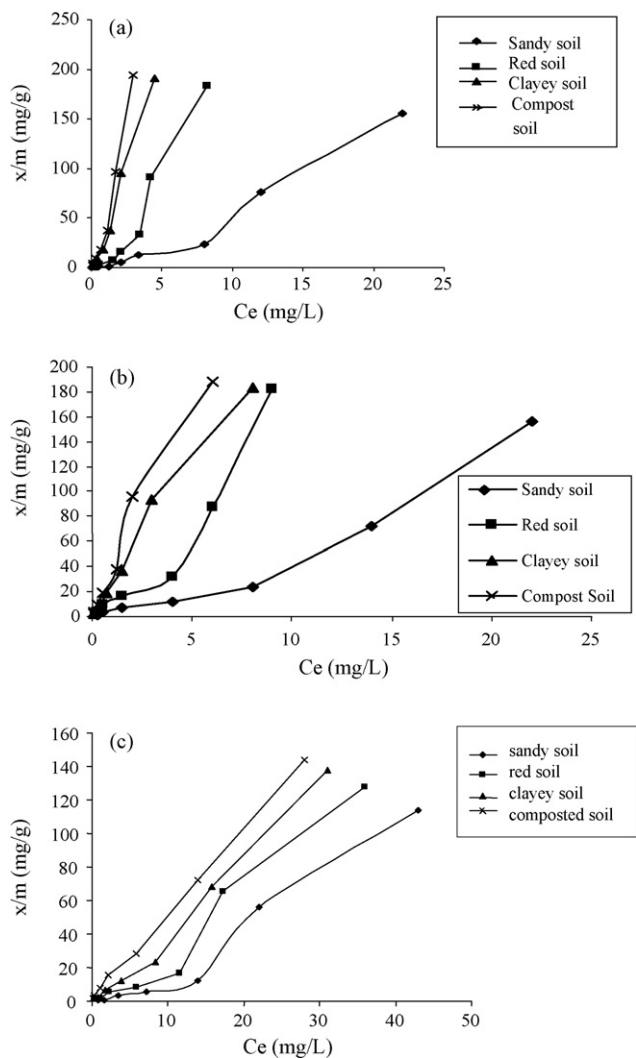 (a)
Sandy soil
Red soil
Clayey soil
Compost
soil
x/m (mg/g)
250
200
150
100
50
0
0 5 10 15 20 25
Ce (mg/L)
(b)
x/m (mg/g)
200
180
160
140
120
100
80
60
40
20
0
Sandy soil
Red soil
Clayey soil
Compost Soil
0 5 10 15 20 25
Ce (mg/L)
(c)
sandy soil
red soil
clayey soil
composted soil
x/m (mg/g)
160
140
120
100
80
60
40
20
0
0 10 20 30 40 50
Ce (mg/L)